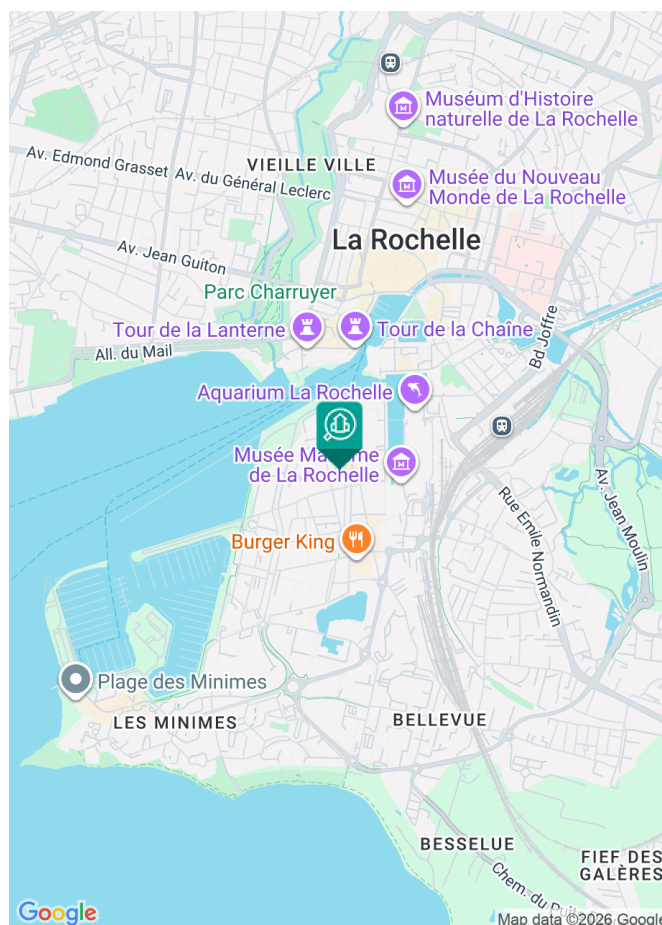 Muséum d'Histoire
naturelle de La Rochelle
Av. Edmond Grasset
VIEILLE VILLE
Av. du Général Leclerc
Musée du Nouveau
Monde de La Rochelle
La Rochelle
Av. Jean Guiton
Parc Charruyer
Tour de la Lanterne
Tour de la Chaîne
Bd Joffre
All. du Mail
Aquarium La Rochelle
Musée Ma me
de La Rochelle
Av. Jean Moulin
Rue Emile Normandin
Burger King
Plage des Minimes
LES MINIMES
BELLEVUE
BESSELUE
FIEF DES
GALÈRES
Chem. du
Google
Map data ©2026 Google